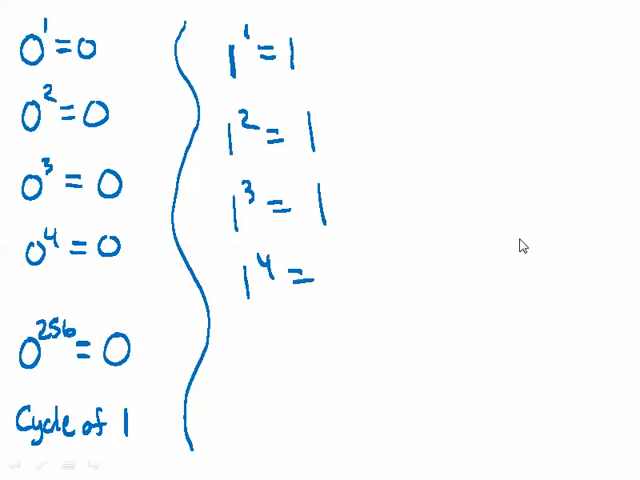 0¹ = 0
0² = 0
0³ = 0
0⁴ = 0
0²⁵⁶ = 0
Cycle of 1
1¹ = 1
1² = 1
1³ = 1
1⁴ =